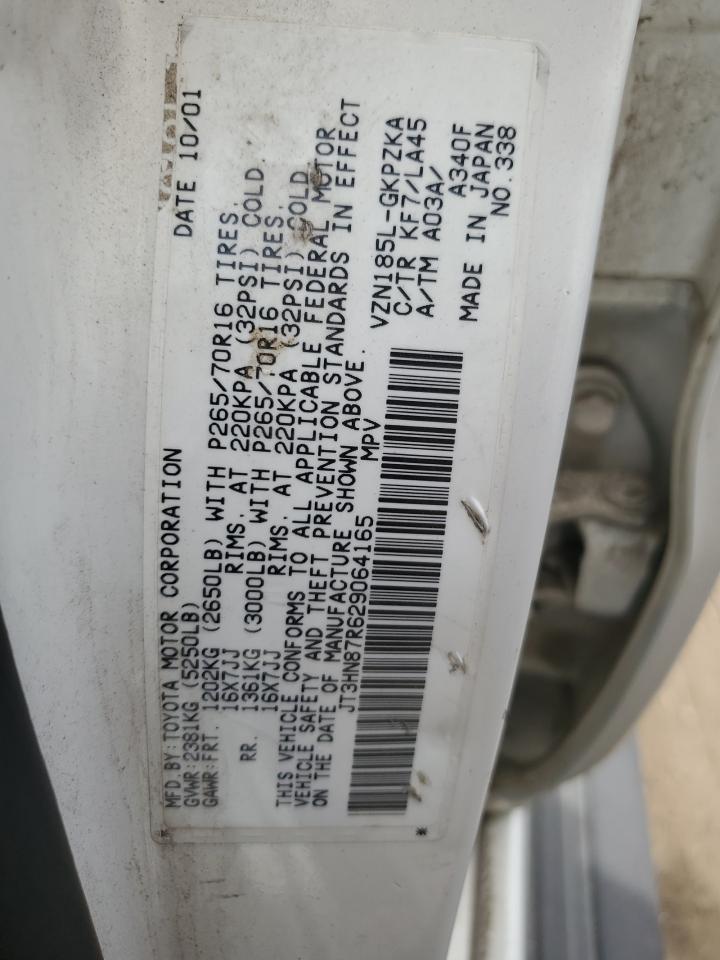 MFD.BY:TOYOTA MOTOR CORPORATION DATE 10/01
GVWR:2381KG (5250LB)
GAWR:FRT. 1202KG (2650LB) WITH P265/70R16 TIRES,
16X7JJ RIMS, AT 220KPA (32PSI) COLD.
RR. 1361KG (3000LB) WITH P265/70R16 TIRES,
16X7JJ RIMS, AT 220KPA (32PSI) COLD.
THIS VEHICLE CONFORMS TO ALL APPLICABLE FEDERAL MOTOR
VEHICLE SAFETY AND THEFT PREVENTION STANDARDS IN EFFECT
ON THE DATE OF MANUFACTURE SHOWN ABOVE.
JT3HN87R629064165 MPV
VZN185L-GKPZKA
C/TR KF7/LA45
A/TM A03A/ A340F
MADE IN JAPAN
NO.338